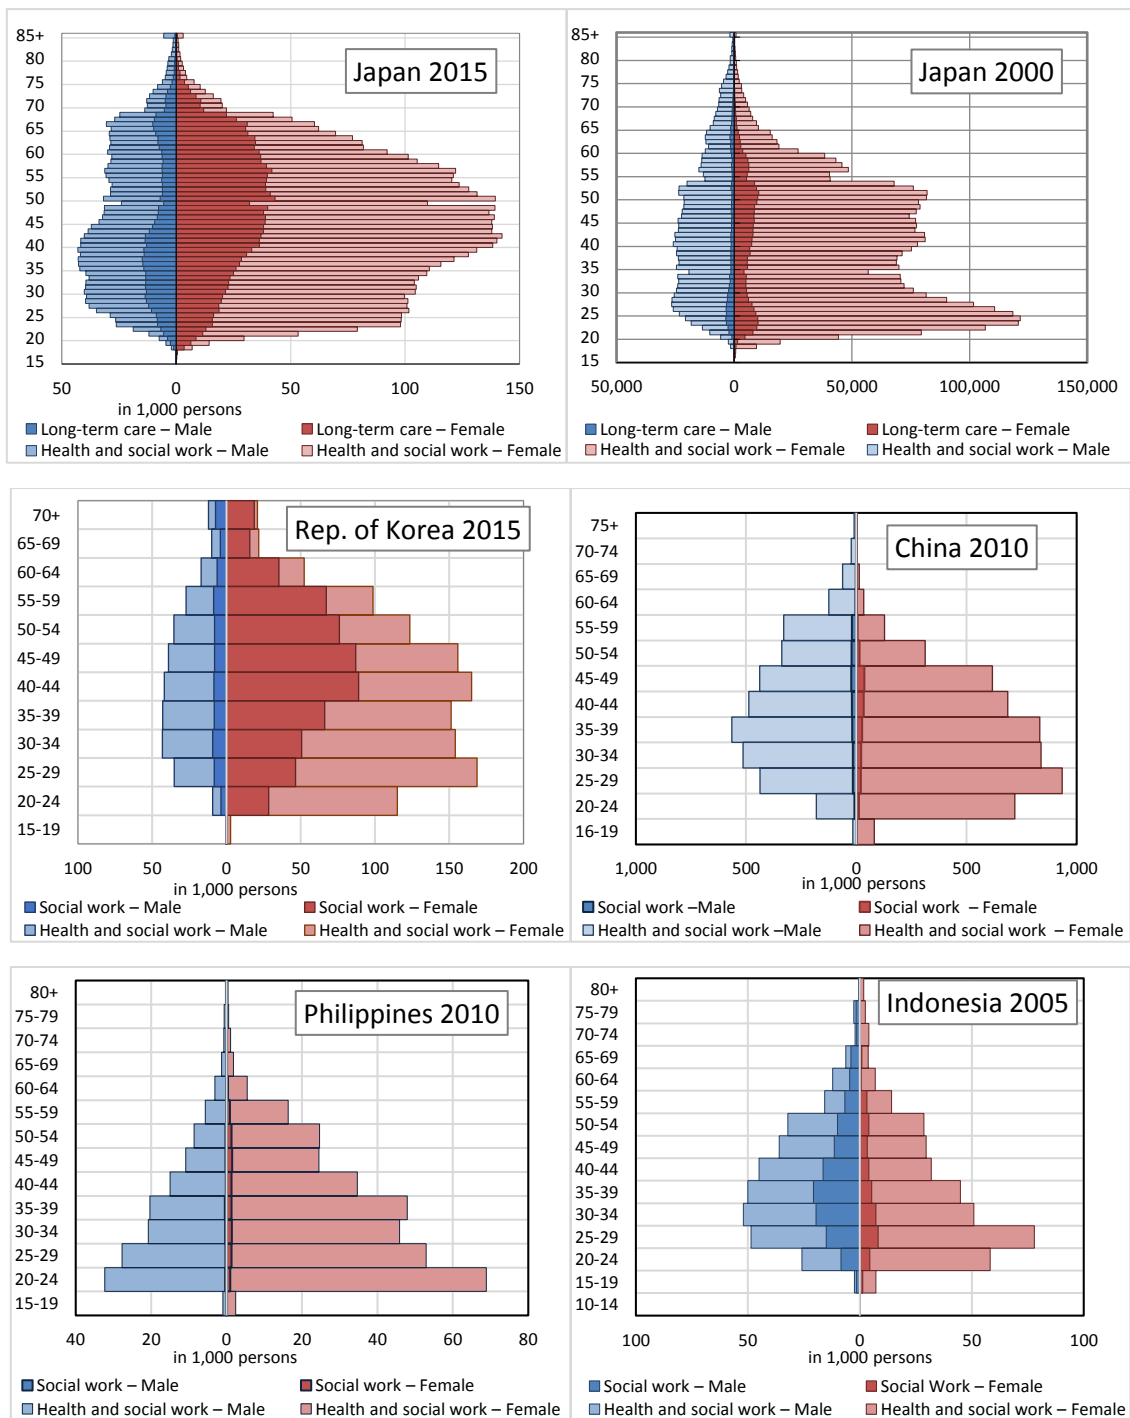 Japan 2015
85+
80
75
70
65
60
55
50
45
40
35
30
25
20
15
50 0 50 100 150
in 1,000 persons
Long-term care – Male Long-term care – Female
Health and social work – Male Health and social work – Female
Japan 2000
85+
80
75
70
65
60
55
50
45
40
35
30
25
20
15
50,000 0 50,000 100,000 150,000
Long-term care – Male Long-term care – Female
Health and social work – Female Health and social work – Male
Rep. of Korea 2015
70+
65-69
60-64
55-59
50-54
45-49
40-44
35-39
30-34
25-29
20-24
15-19
100 50 0 50 100 150 200
in 1,000 persons
Social work – Male Social work – Female
Health and social work – Male Health and social work – Female
China 2010
75+
70-74
65-69
60-64
55-59
50-54
45-49
40-44
35-39
30-34
25-29
20-24
16-19
1,000 500 0 500 1,000
in 1,000 persons
Social work –Male Social work – Female
Health and social work –Male Health and social work – Female
Philippines 2010
80+
75-79
70-74
65-69
60-64
55-59
50-54
45-49
40-44
35-39
30-34
25-29
20-24
15-19
40 20 0 20 40 60 80
in 1,000 persons
Social work – Male Social work – Female
Health and social work – Male Health and social work – Female
Indonesia 2005
80+
75-79
70-74
65-69
60-64
55-59
50-54
45-49
40-44
35-39
30-34
25-29
20-24
15-19
10-14
100 50 0 50 100
in 1,000 persons
Social work – Male Social Work – Female
Health and social work – Male Health and social work – Female